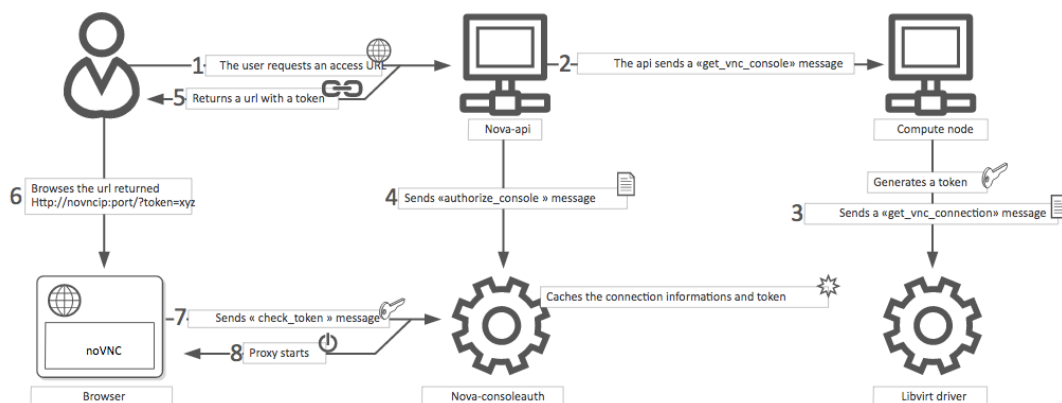 1 The user requests an access URL
2 The api sends a «get_vnc_console» message
5 Returns a url with a token
Nova-api
Compute node
6 Browses the url returned
Http://novncip:port/?token=xyz
4 Sends «authorize_console » message
Generates a token
3 Sends a «get_vnc_connection» message
Caches the connection informations and token
7 Sends « check_token » message
noVNC
8 Proxy starts
Browser
Nova-consoleauth
Libvirt driver